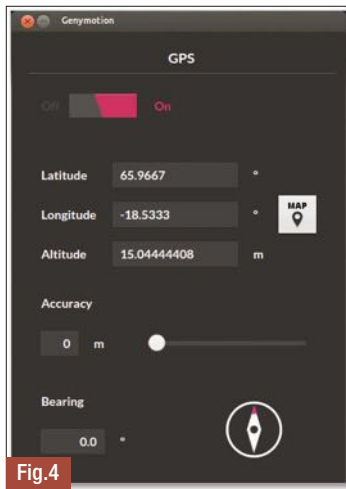 Genymotion
GPS
Off On
Latitude 65.9667 °
Longitude -18.5333 ° MAP
Altitude 15.04444408 m
Accuracy
0 m
Bearing
0.0 °
Fig.4